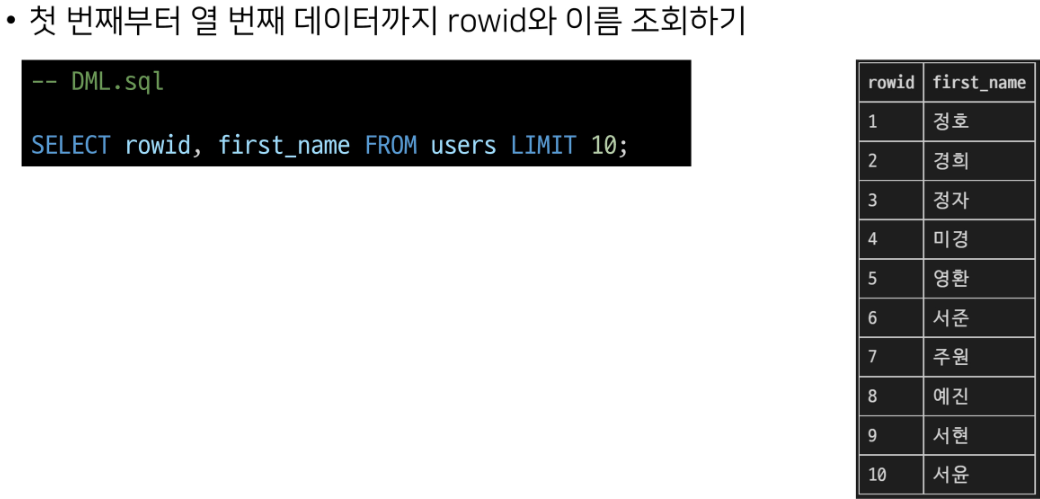 • 첫 번째부터 열 번째 데이터까지 rowid와 이름 조회하기
-- DML.sql
SELECT rowid, first_name FROM users LIMIT 10;
rowid first_name
1 정호
2 경희
3 정자
4 미경
5 영환
6 서준
7 주원
8 예진
9 서현
10 서윤